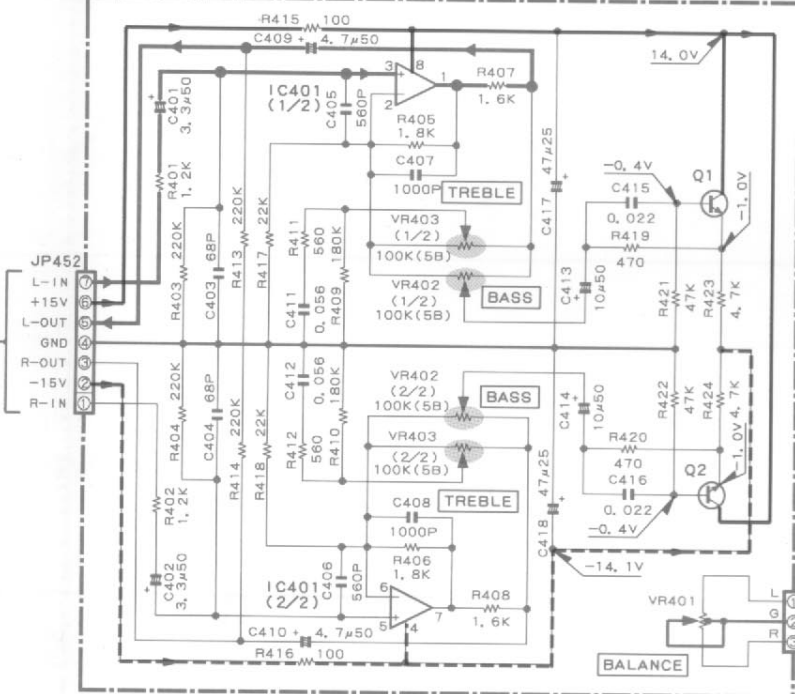 R415 100
C409 + 4.7µ50
14.0V
3 + 8
1
R407
1.6K
IC401
(1/2)
2 -
C401
3.3µ50
C405
560P
R405
1.8K
C407
1000P
TREBLE
R401
1.2K
VR403
(1/2)
100K(5B)
VR402
(1/2)
100K(5B)
BASS
47µ25
C417
-0.4V
Q1
C415
0.022
-1.0V
R419
470
C413
10µ50
R421
47K
R423
4.7K
JP452
7 L-IN
6 +15V
5 L-OUT
4 GND
3 R-OUT
2 -15V
1 R-IN
220K
R403
68P
C403
220K
R413
22K
R417
R411
560
C411
0.056
180K
R409
220K
R404
68P
C404
220K
R414
22K
R418
C412
0.056
R412
560
180K
R410
VR402
(2/2)
100K(5B)
BASS
VR403
(2/2)
100K(5B)
TREBLE
C414
10µ50
R422
47K
R424
4.7K
R420
470
C416
0.022
Q2
-1.0V
-0.4V
47µ25
C418
-14.1V
R402
1.2K
C402
3.3µ50
C408
1000P
R406
1.8K
C406
560P
IC401
(2/2)
6 -
5 + 4
7
R408
1.6K
C410 + 4.7µ50
R416 100
VR401
L
G
R
BALANCE